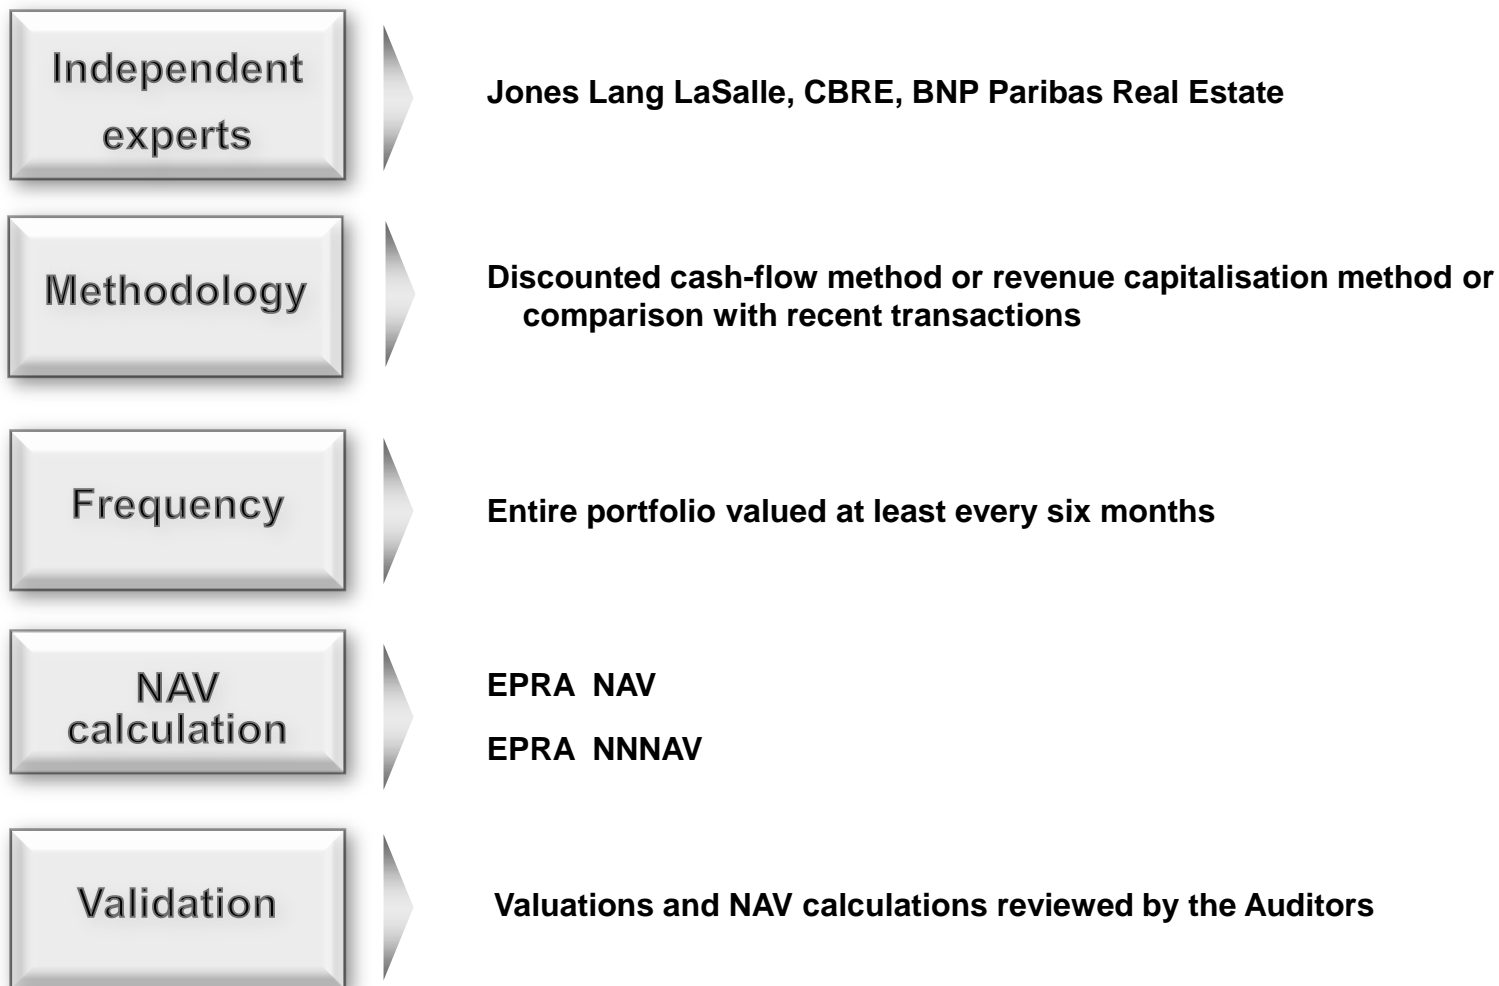 Independent
experts
Jones Lang LaSalle, CBRE, BNP Paribas Real Estate
Methodology
Discounted cash-flow method or revenue capitalisation method or
comparison with recent transactions
Frequency
Entire portfolio valued at least every six months
NAV
calculation
EPRA NAV
EPRA NNNAV
Validation
Valuations and NAV calculations reviewed by the Auditors